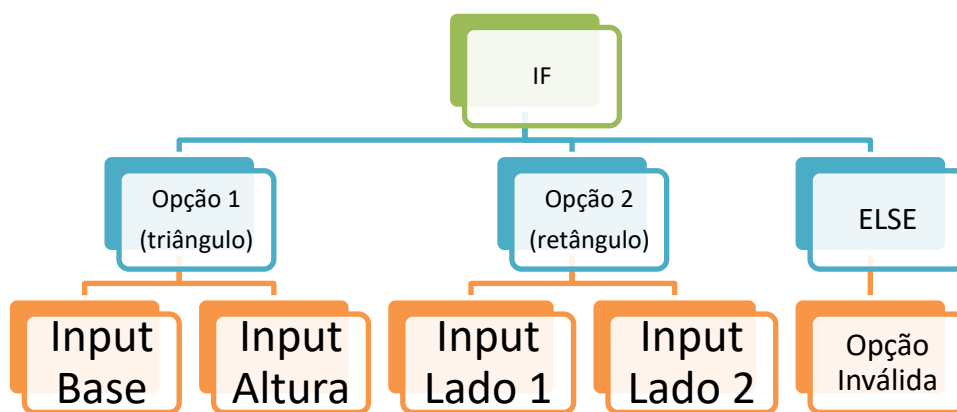 IF
Opção 1
(triângulo)
Opção 2
(retângulo)
ELSE
Input
Base
Input
Altura
Input
Lado 1
Input
Lado 2
Opção
Inválida